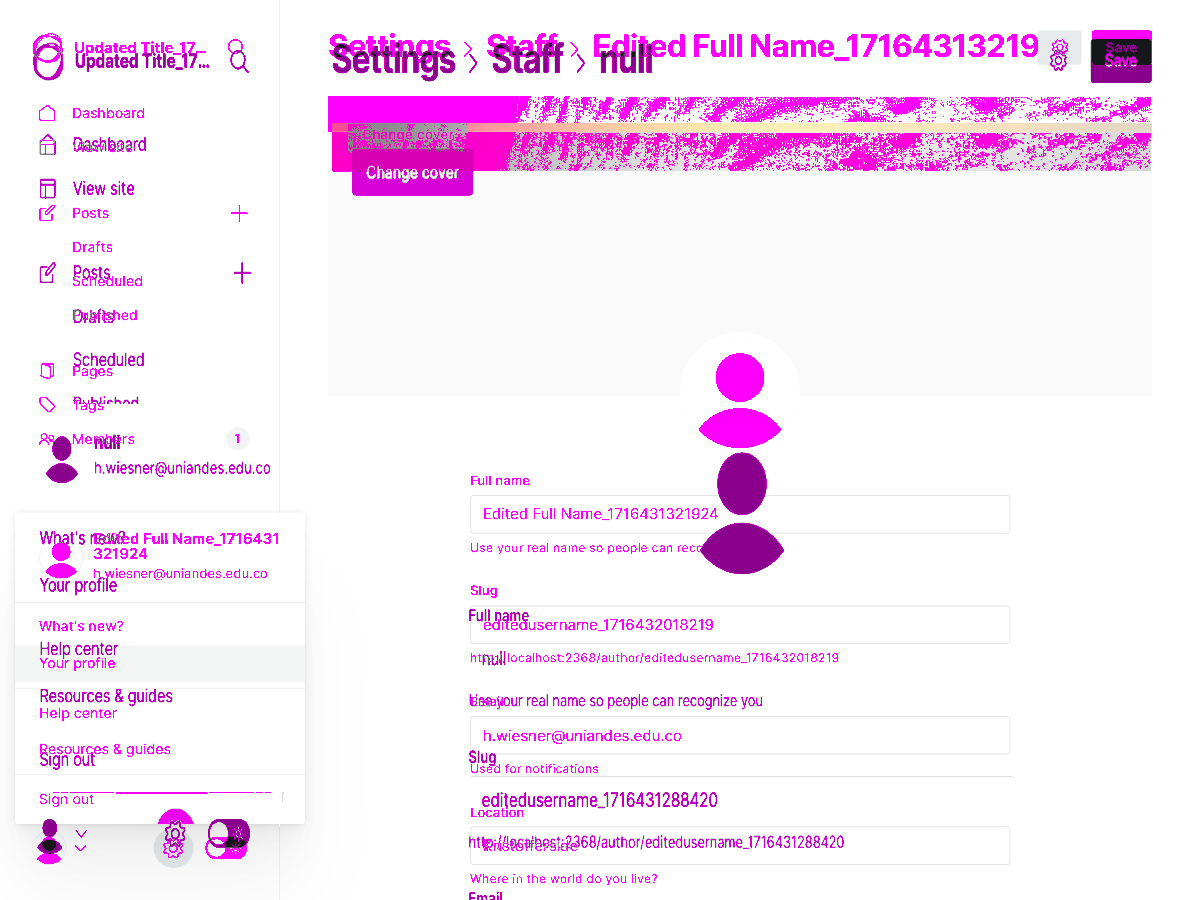 Updated Title_17...
Updated Title_17...
Dashboard
Dashboard
View site
Posts
Drafts
Posts
Scheduled
Published
Drafts
Scheduled
Pages
Published
Tags
Members
1
null
h.wiesner@uniandes.edu.co
What's new?
Edited Full Name_1716431
321924
h.wiesner@uniandes.edu.co
Your profile
What's new?
Help center
Your profile
Resources & guides
Help center
Resources & guides
Sign out
Sign out
Settings > Staff > Edited Full Name_17164313219
Settings > Staff > null
Save
Save
Change cover
Change cover
Full name
Edited Full Name_1716431321924
Use your real name so people can reco
Slug
Full name
editedusername_1716432018219
null
http://localhost:2368/author/editedusername_1716432018219
Use your real name so people can recognize you
Email
h.wiesner@uniandes.edu.co
Slug
Used for notifications
editedusername_1716431288420
Location
http://localhost:2368/author/editedusername_1716431288420
Kristofferside
Where in the world do you live?
Email